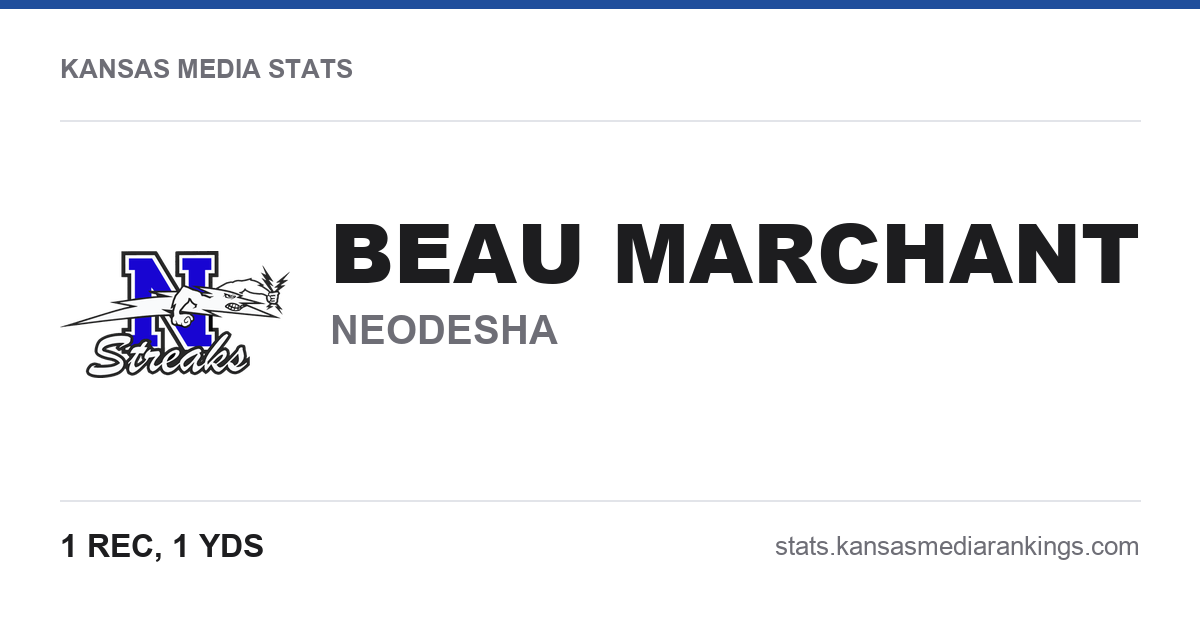 KANSAS MEDIA STATS
BEAU MARCHANT
NEODESHA
N
Streaks
1 REC, 1 YDS
stats.kansasmediarankings.com